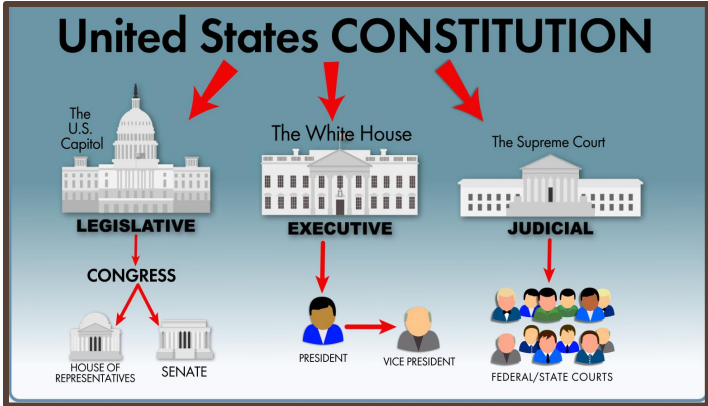 United States CONSTITUTION
The
U.S.
Capitol
The White House
The Supreme Court
LEGISLATIVE
EXECUTIVE
JUDICIAL
CONGRESS
HOUSE OF
REPRESENTATIVES
SENATE
PRESIDENT
VICE PRESIDENT
FEDERAL/STATE COURTS